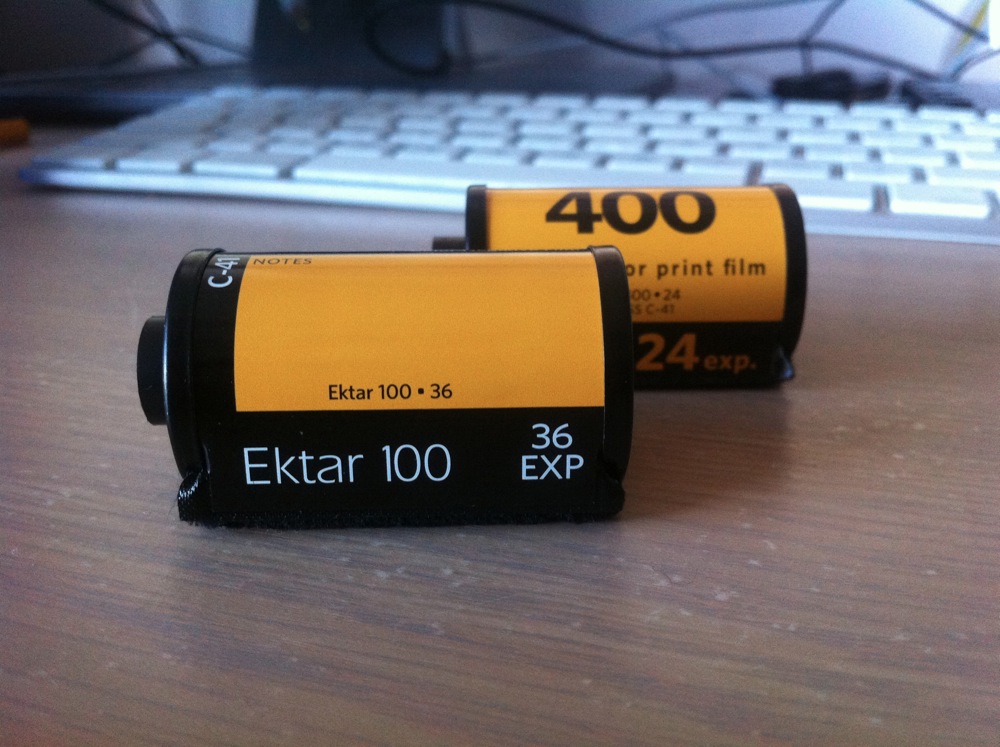 C-41
NOTES
Ektar 100 ▪ 36
Ektar 100
36
EXP
400
or print film
00 • 24
C-41
24 exp.